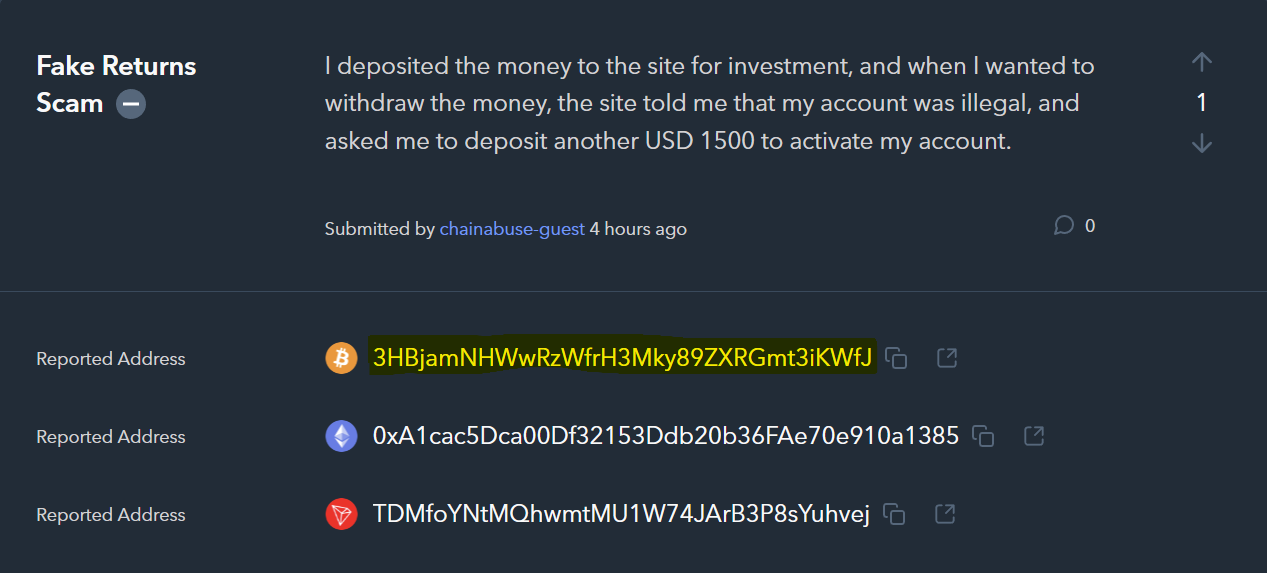 Fake Returns
Scam
I deposited the money to the site for investment, and when I wanted to
withdraw the money, the site told me that my account was illegal, and
asked me to deposit another USD 1500 to activate my account.
1
Submitted by chainabuse-guest 4 hours ago
0
Reported Address
3HBjamNHWwRzWfrH3Mky89ZXRGmt3iKWfJ
Reported Address
0xA1cac5Dca00Df32153Ddb20b36FAe70e910a1385
Reported Address
TDMfoYNtMQhwmtMU1W74JArB3P8sYuhvej